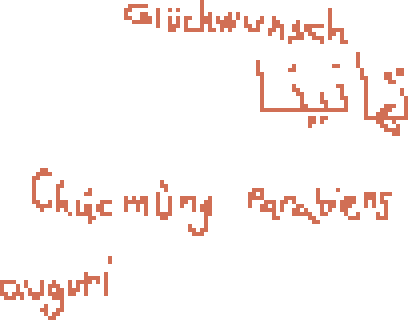 Glückwunsch
تهانينا
Chúc mừng Parabéns
auguri